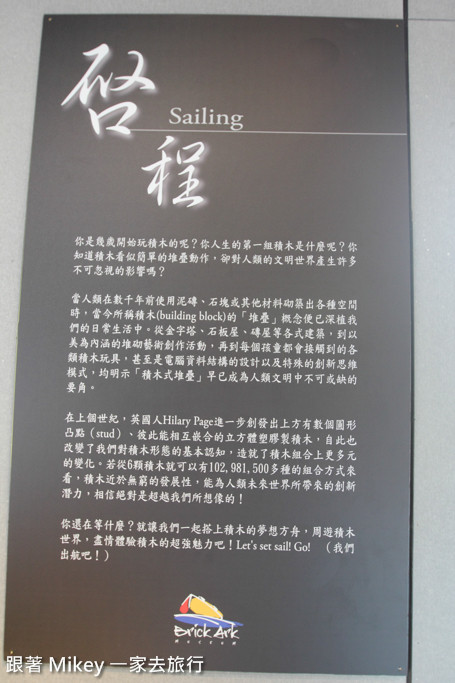 啓程
Sailing
你是幾歲開始玩積木的呢？你人生的第一組積木是什麼呢？你
知道積木看似簡單的堆疊動作，卻對人類的文明世界產生許多
不可忽視的影響嗎？
當人類在數千年前使用泥磚、石塊或其他材料砌築出各種空間
時，當今所稱積木(building block)的「堆疊」概念便已深植我
們的日常生活中。從金字塔、石板屋、磚屋等各式建築，到以
美為內涵的堆砌藝術創作活動，再到每個孩童都會接觸到的各
類積木玩具，甚至是電腦資料結構的設計以及特殊的創新思維
模式，均明示「積木式堆疊」早已成為人類文明中不可或缺的
要角。
在上個世紀，英國人Hilary Page進一步創發出上方有數個圓形
凸點（stud）、彼此能相互嵌合的立方體塑膠製積木，自此也
改變了我們對積木形態的基本認知，造就了積木組合上更多元
的變化。若從6顆積木就可以有102,981,500多種的組合方式來
看，積木近於無窮的發展性，能為人類未來世界所帶來的創新
潛力，相信絕對是超越我們所想像的！
你還在等什麼？就讓我們一起搭上積木的夢想方舟，周遊積木
世界，盡情體驗積木的超強魅力吧！Let's set sail! Go!　（我們
出航吧！）
Brick Ark
跟著 Mikey 一家去旅行